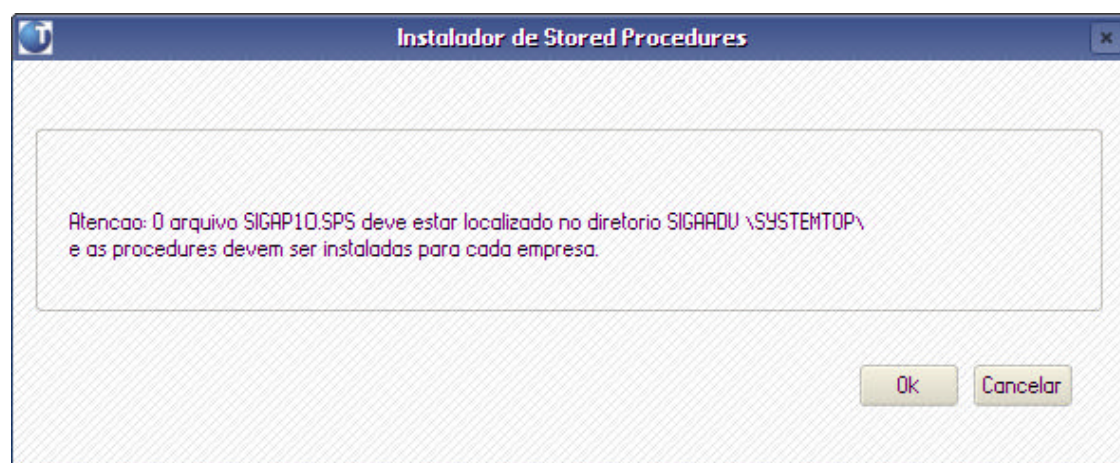 Instalador de Stored Procedures
Atencao: O arquivo SIGAP10.SPS deve estar localizado no diretorio SIGAADV \SYSTEMTOP\
e as procedures devem ser instaladas para cada empresa.
Ok Cancelar